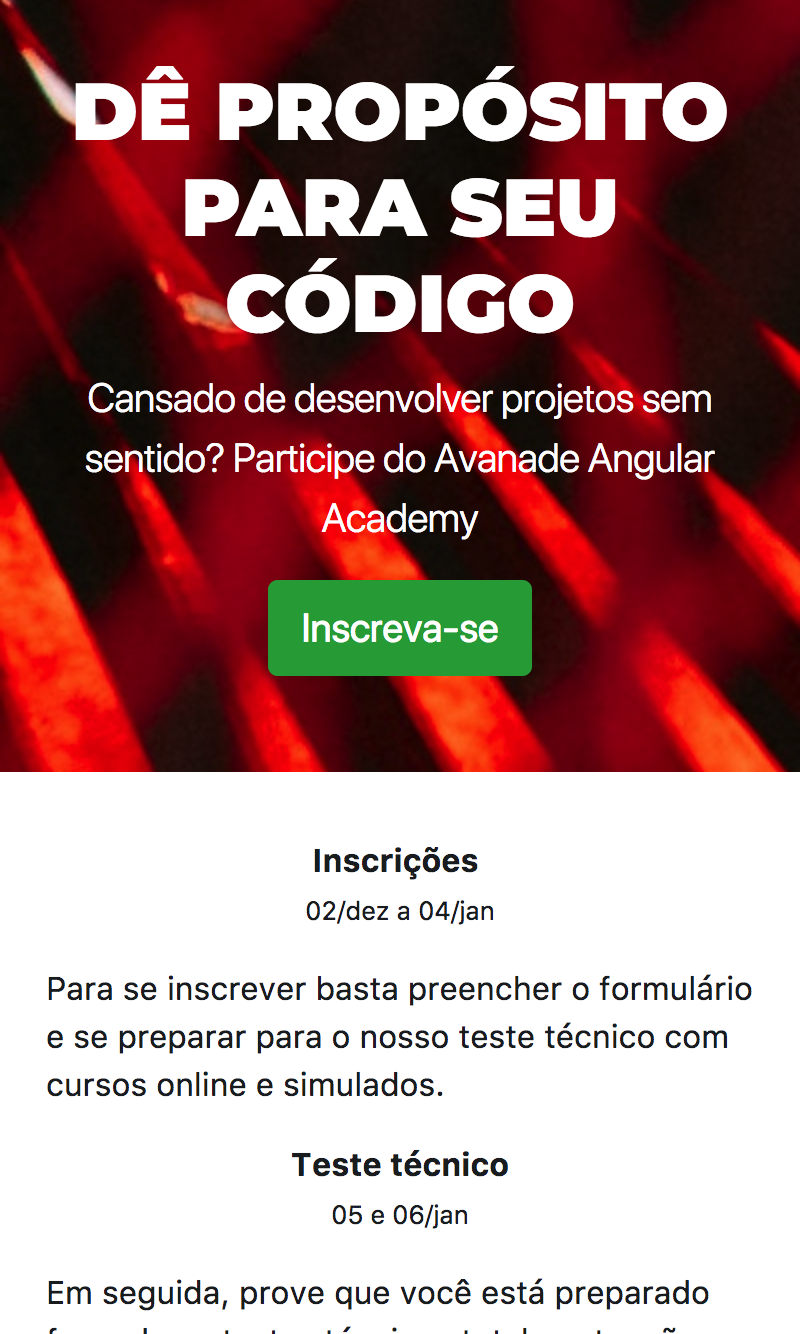 DÊ PROPÓSITO
PARA SEU
CÓDIGO
Cansado de desenvolver projetos sem
sentido? Participe do Avanade Angular
Academy
Inscreva-se
Inscrições
02/dez a 04/jan
Para se inscrever basta preencher o formulário
e se preparar para o nosso teste técnico com
cursos online e simulados.
Teste técnico
05 e 06/jan
Em seguida, prove que você está preparado